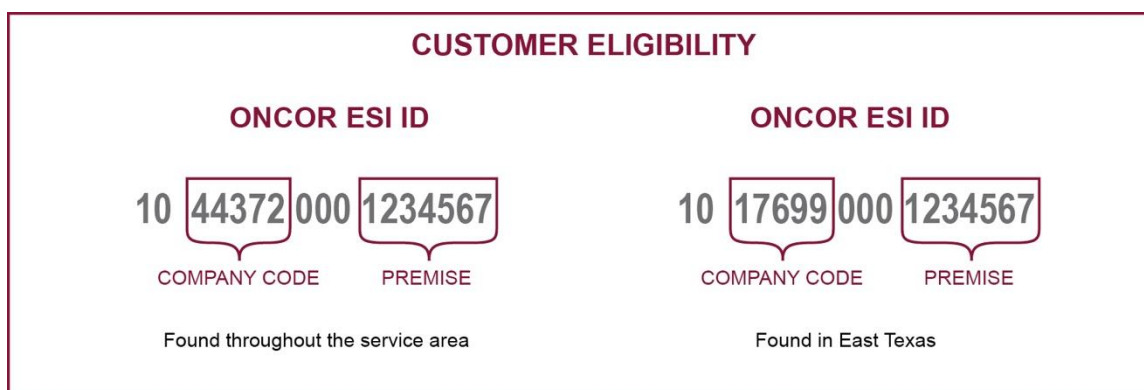 CUSTOMER ELIGIBILITY
ONCOR ESI ID
10 44372 000 1234567
COMPANY CODE PREMISE
Found throughout the service area
ONCOR ESI ID
10 17699 000 1234567
COMPANY CODE PREMISE
Found in East Texas